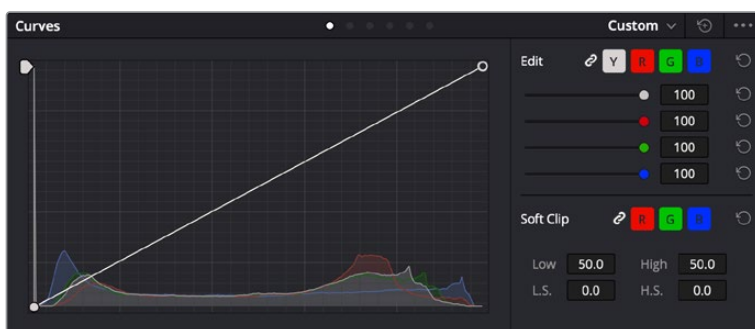 Curves
Custom
Edit
Y R G B
100
100
100
100
Soft Clip
R G B
Low 50.0 High 50.0
L.S. 0.0 H.S. 0.0